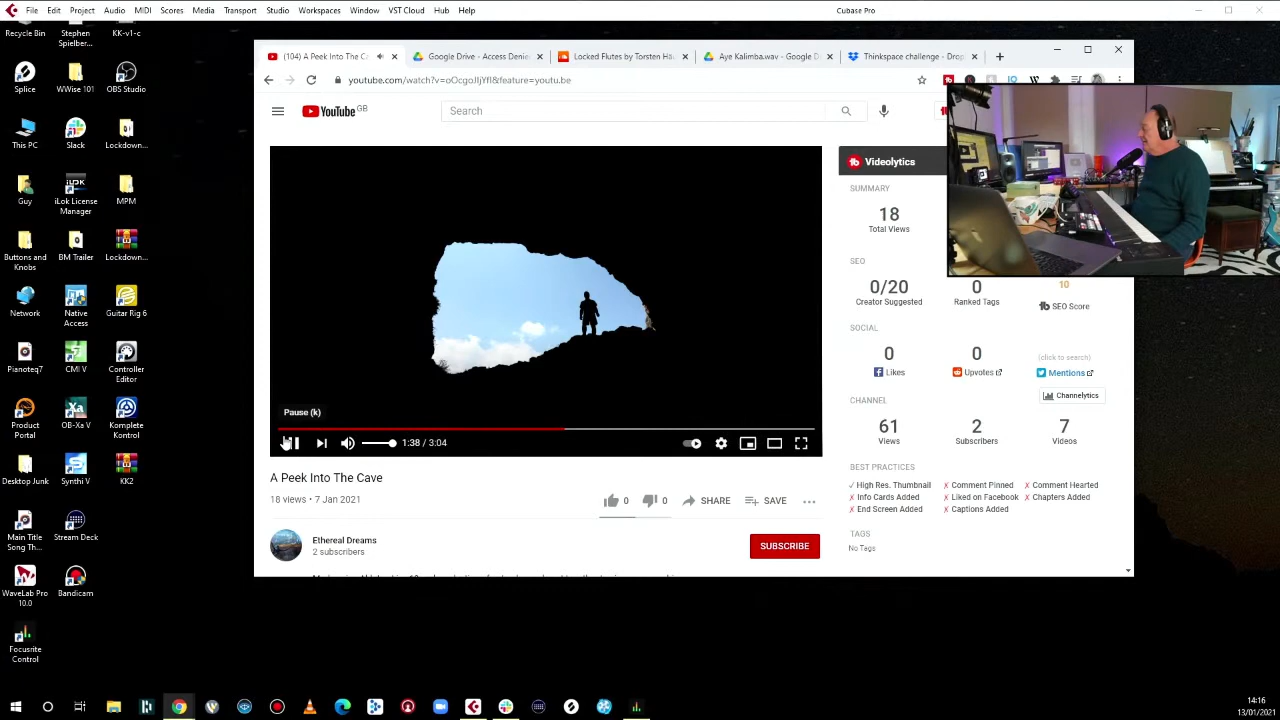 File Edit Project Audio MIDI Scores Media Transport Studio Workspaces Window VST Cloud Hub Help
Cubase Pro
Recycle Bin
Stephen Spielber...
KK-v1-c
Splice
WWise 101
OBS Studio
This PC
Slack
Lockdown...
Guy
iLok License Manager
MPM
Buttons and Knobs
BM Trailer
Lockdow...
Network
Native Access
Guitar Rig 6
Pianoteq7
CMI V
Controller Editor
Product Portal
OB-Xa V
Komplete Kontrol
Desktop Junk
Synthi V
KK2
Main Title Song Th...
Stream Deck
WaveLab Pro 10.0
Bandicam
Focusrite Control
(104) A Peek Into The Ca
Google Drive - Access Denie
Locked Flutes by Torsten Hä
Aye Kalimba.wav - Google D
Thinkspace challenge - Drop
YouTube GB
Search
Pause (k)
1:38 / 3:04
A Peek Into The Cave
18 views • 7 Jan 2021
0
0
SHARE
SAVE
Ethereal Dreams
2 subscribers
SUBSCRIBE
Videolytics
SUMMARY
18
Total Views
SEO
0/20
Creator Suggested
0
Ranked Tags
10
SEO Score
SOCIAL
0
Likes
0
Upvotes
(click to search)
Mentions
Channelytics
CHANNEL
61
Views
2
Subscribers
7
Videos
BEST PRACTICES
✓ High Res. Thumbnail
✗ Comment Pinned
✗ Comment Hearted
✗ Info Cards Added
✗ Liked on Facebook
✗ Chapters Added
✗ End Screen Added
✗ Captions Added
TAGS
No Tags
14:16
13/01/2021